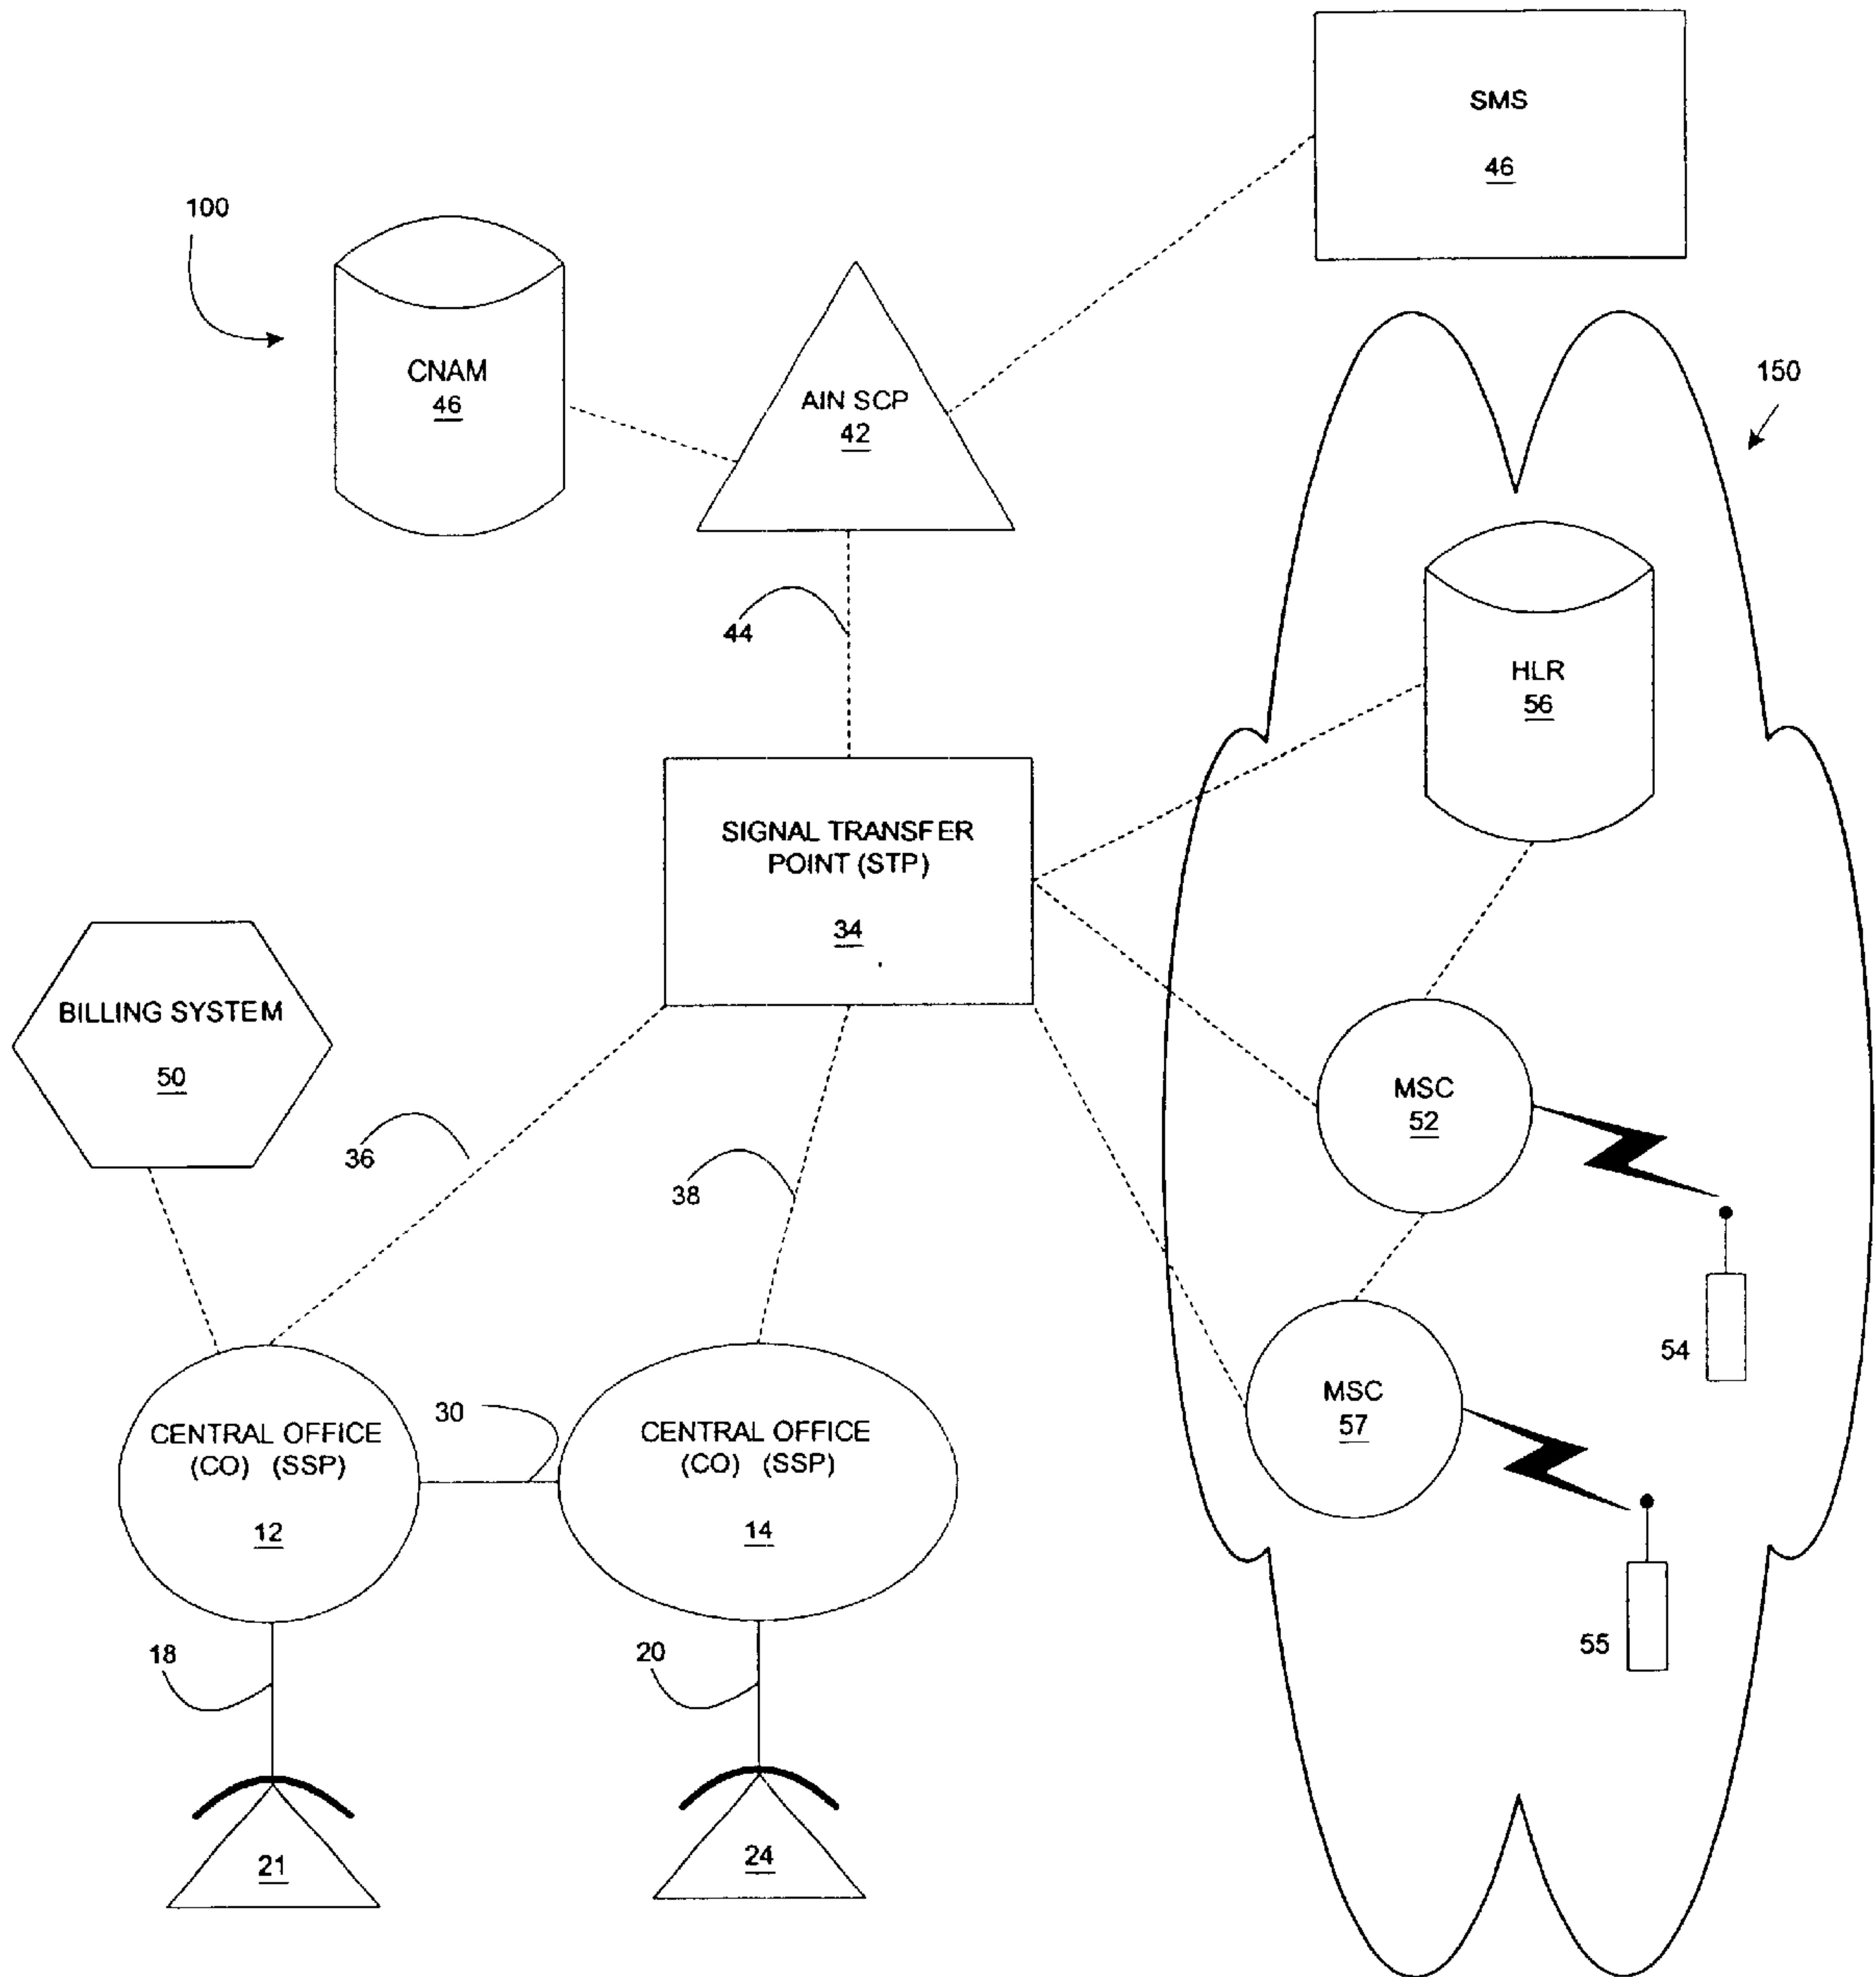 SMS
46
100
CNAM
46
AIN SCP
42
150
44
HLR
56
SIGNAL TRANSFER
POINT (STP)
34
BILLING SYSTEM
50
36
38
MSC
52
54
CENTRAL OFFICE
(CO) (SSP)
12
30
CENTRAL OFFICE
(CO) (SSP)
14
MSC
57
55
18
20
21
24